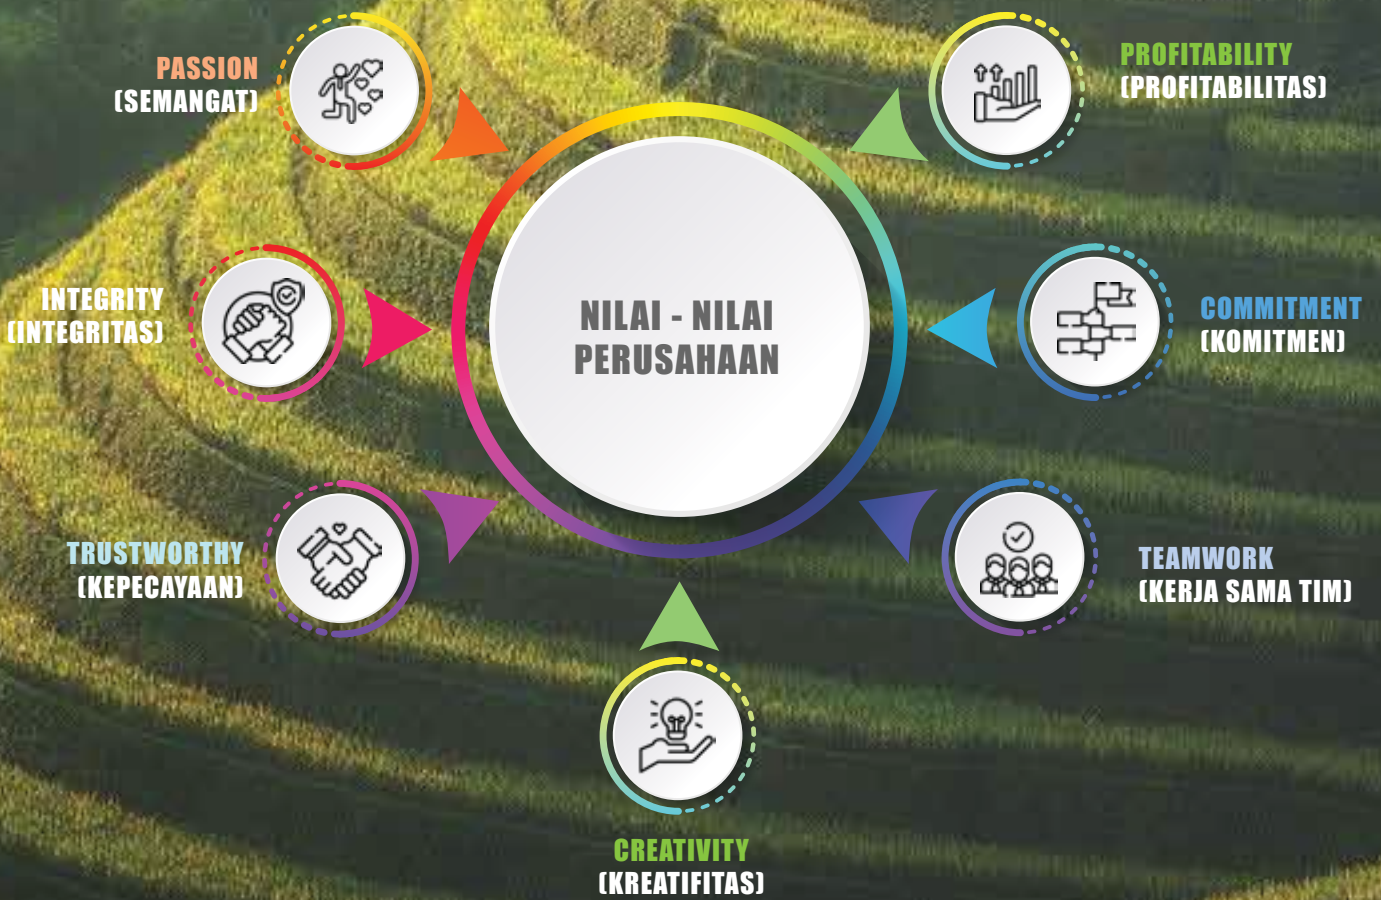 PASSION
(SEMANGAT)
PROFITABILITY
(PROFITABILITAS)
INTEGRITY
(INTEGRITAS)
NILAI - NILAI
PERUSAHAAN
COMMITMENT
(KOMITMEN)
TRUSTWORTHY
(KEPECAYAAN)
TEAMWORK
(KERJA SAMA TIM)
CREATIVITY
(KREATIFITAS)